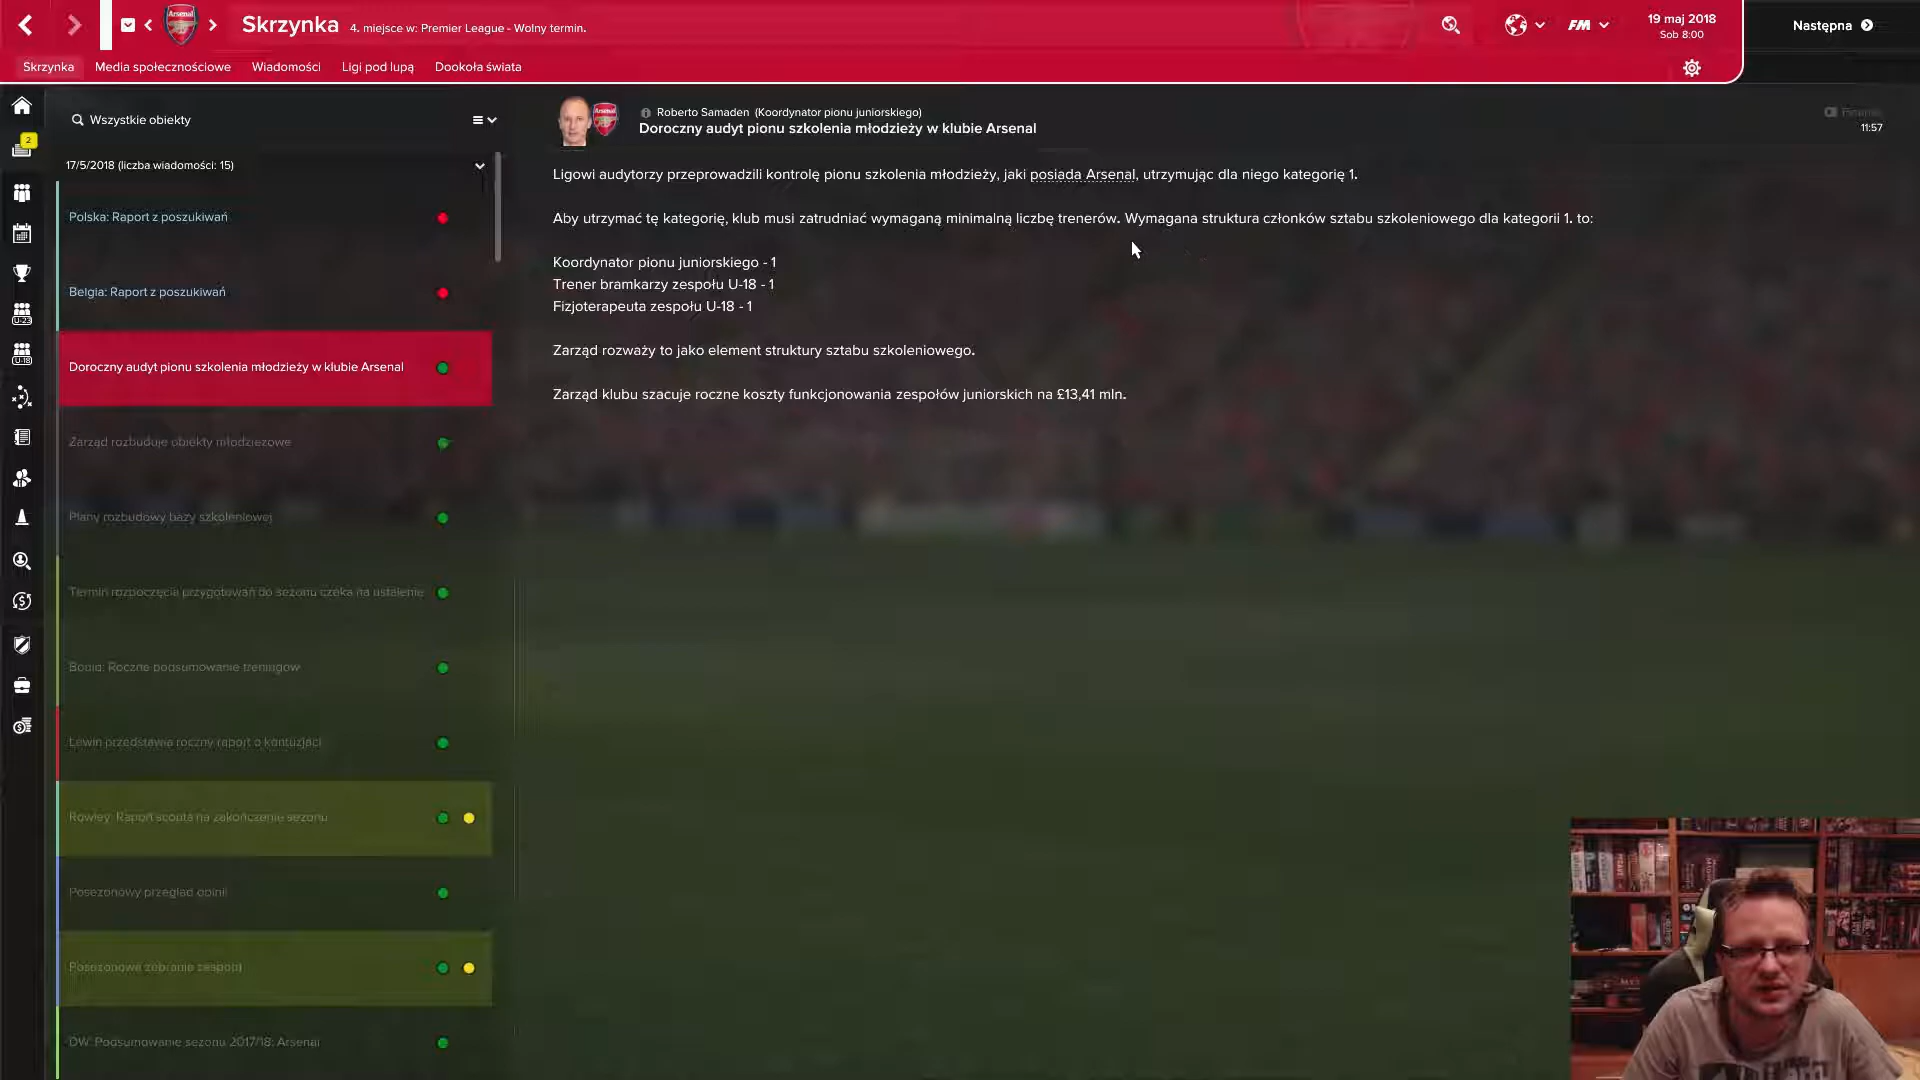 Skrzynka
4. miejsce w: Premier League - Wolny termin.
FM
19 maj 2018
Sob 8:00
Następna
Skrzynka
Media społecznościowe
Wiadomości
Ligi pod lupą
Dookoła świata
2
U-23
U-18
Wszystkie obiekty
17/5/2018 (liczba wiadomości: 15)
Polska: Raport z poszukiwań
Belgia: Raport z poszukiwań
Doroczny audyt pionu szkolenia młodzieży w klubie Arsenal
Zarząd rozbuduje obiekty młodzieżowe
Plany rozbudowy bazy szkoleniowej
Termin rozpoczęcia przygotowań do sezonu czeka na ustalenie
Bould: Roczne podsumowanie treningów
Lewin przedstawia roczny raport o kontuzjach
Rowley: Raport scouta na zakończenie sezonu
Posezonowy przegląd opinii
Posezonowe zebranie zespołu
DW: Podsumowanie sezonu 2017/18: Arsenal
Roberto Samaden (Koordynator pionu juniorskiego)
Doroczny audyt pionu szkolenia młodzieży w klubie Arsenal
11:57
Ligowi audytorzy przeprowadzili kontrolę pionu szkolenia młodzieży, jaki posiada Arsenal, utrzymując dla niego kategorię 1.
Aby utrzymać tę kategorię, klub musi zatrudniać wymaganą minimalną liczbę trenerów. Wymagana struktura członków sztabu szkoleniowego dla kategorii 1. to:
Koordynator pionu juniorskiego - 1
Trener bramkarzy zespołu U-18 - 1
Fizjoterapeuta zespołu U-18 - 1
Zarząd rozważy to jako element struktury sztabu szkoleniowego.
Zarząd klubu szacuje roczne koszty funkcjonowania zespołów juniorskich na £13,41 mln.